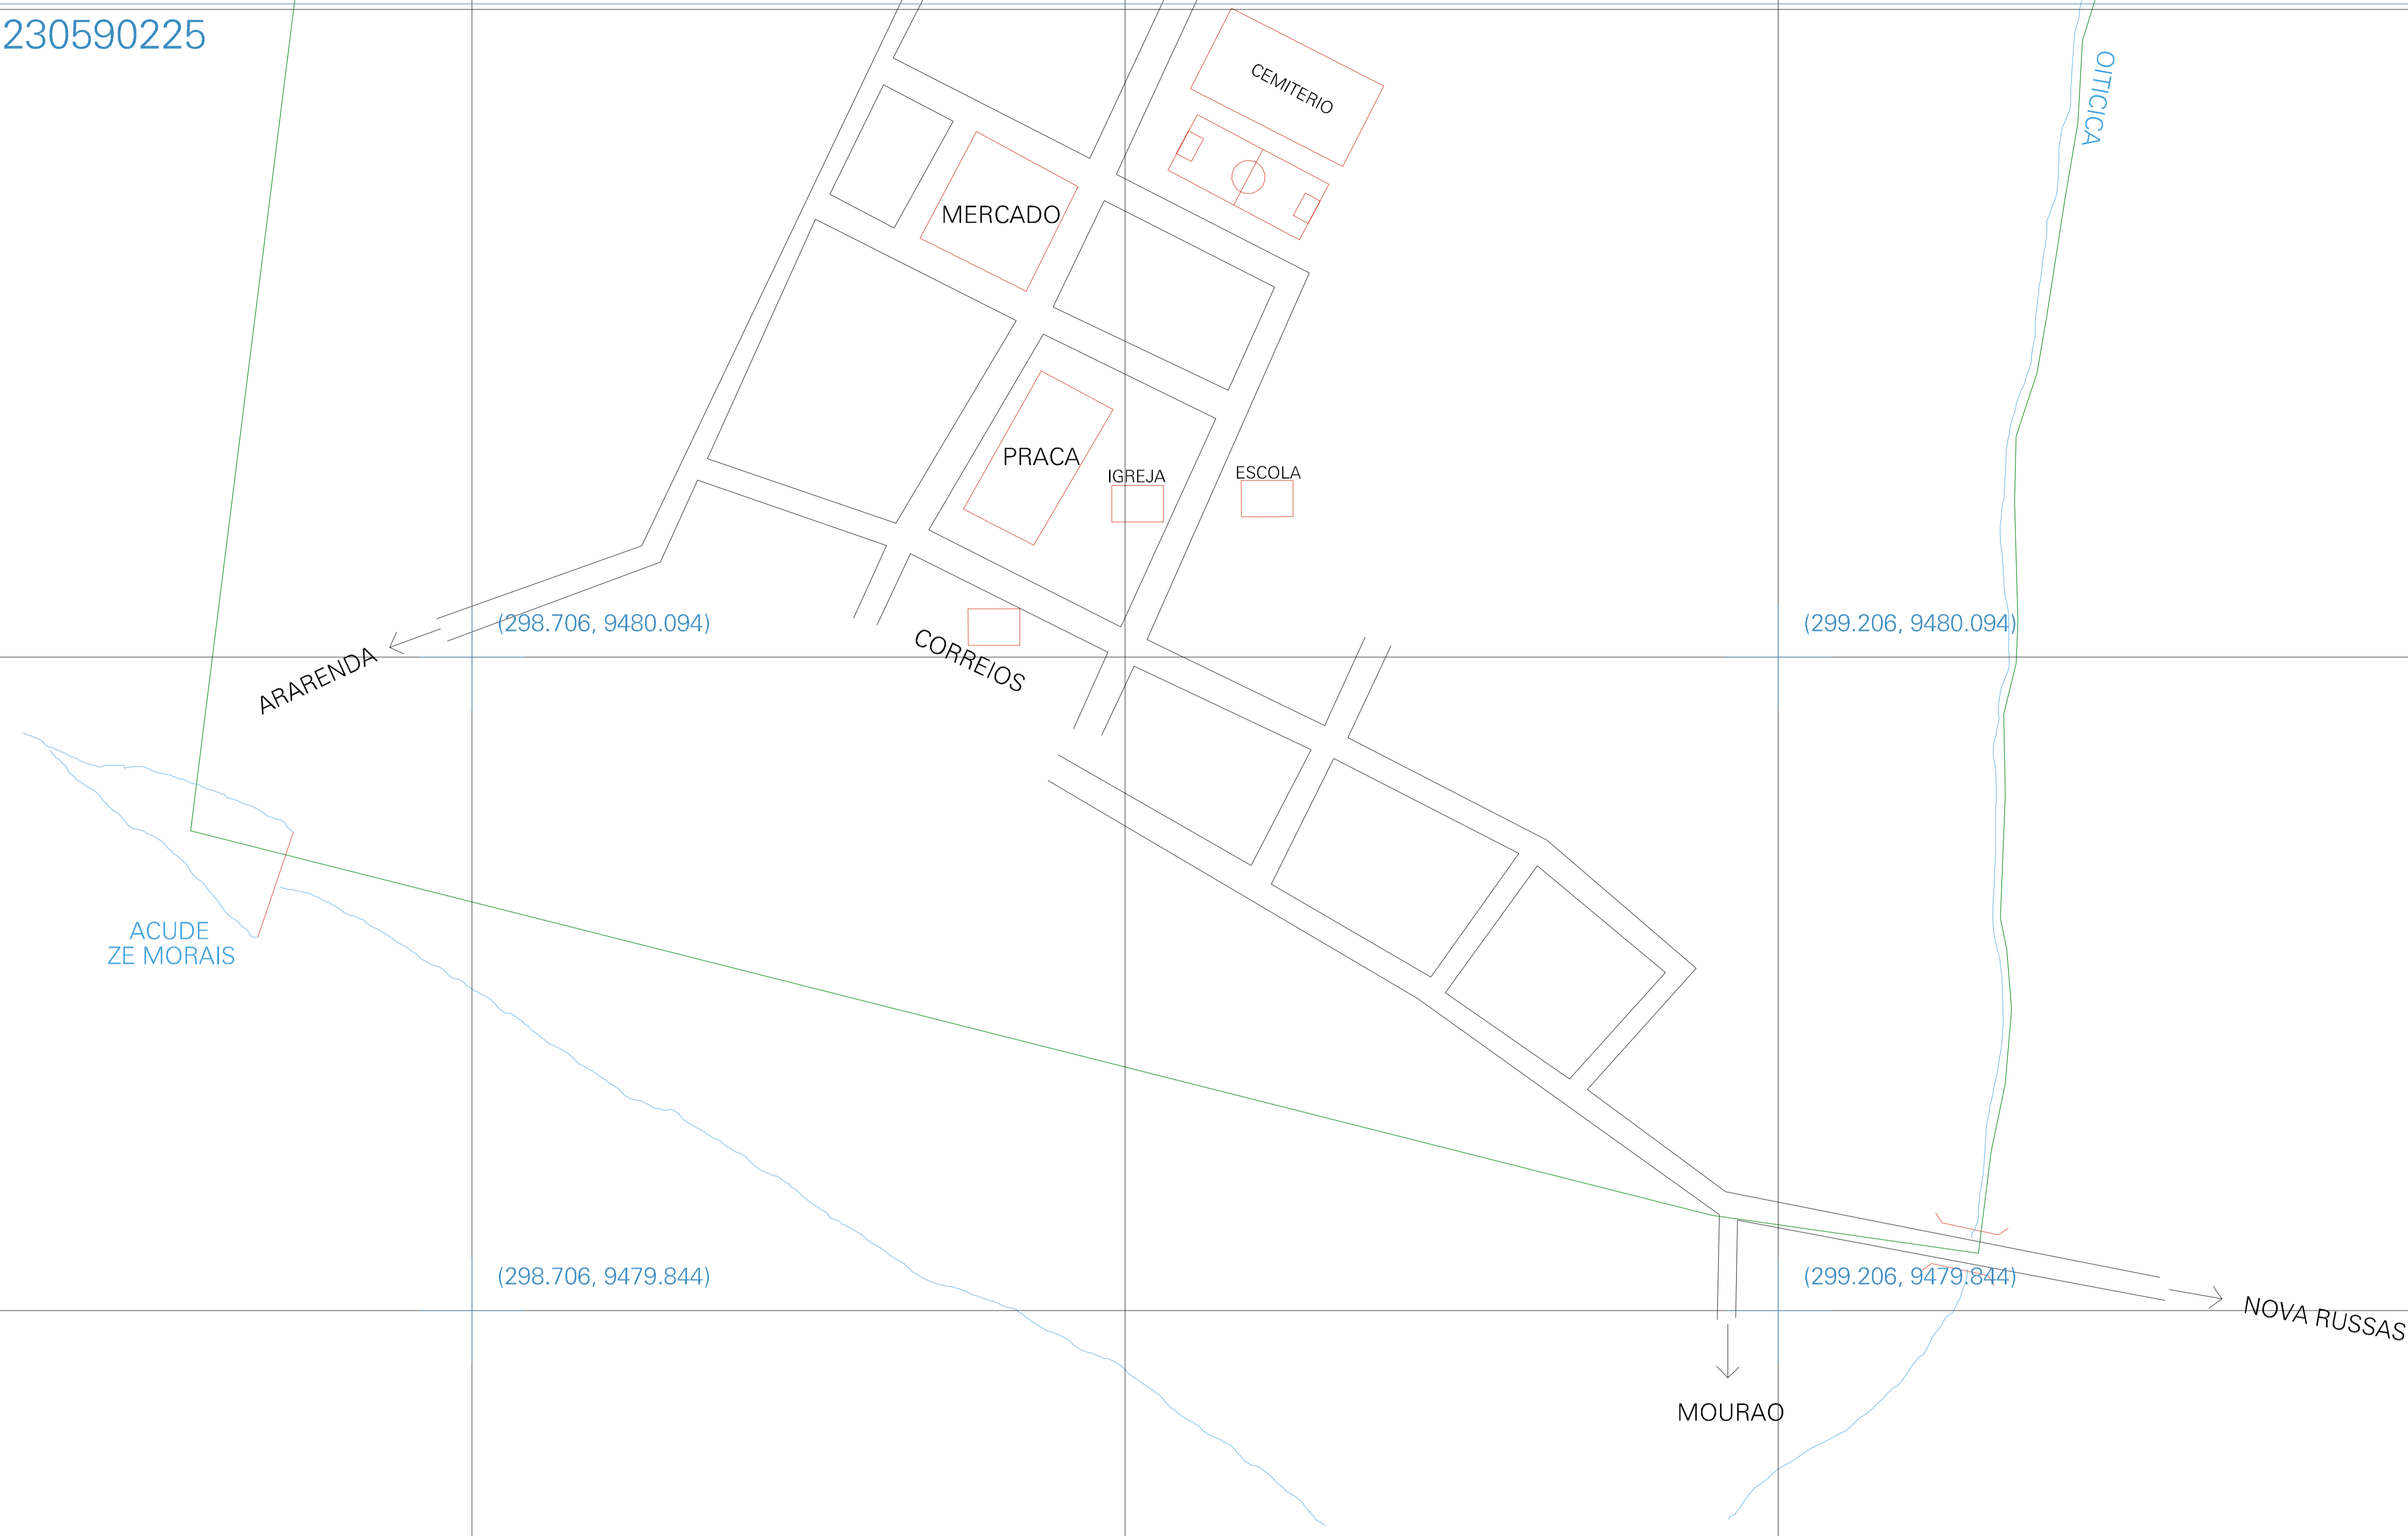 230590225
OITICICA
CEMITERIO
MERCADO
PRACA
IGREJA
ESCOLA
(298.706, 9480.094)
(299.206, 9480.094)
CORREIOS
ARARENDA
ACUDE
ZE MORAIS
(298.706, 9479.844)
(299.206, 9479.844)
NOVA RUSSAS
MOURAO